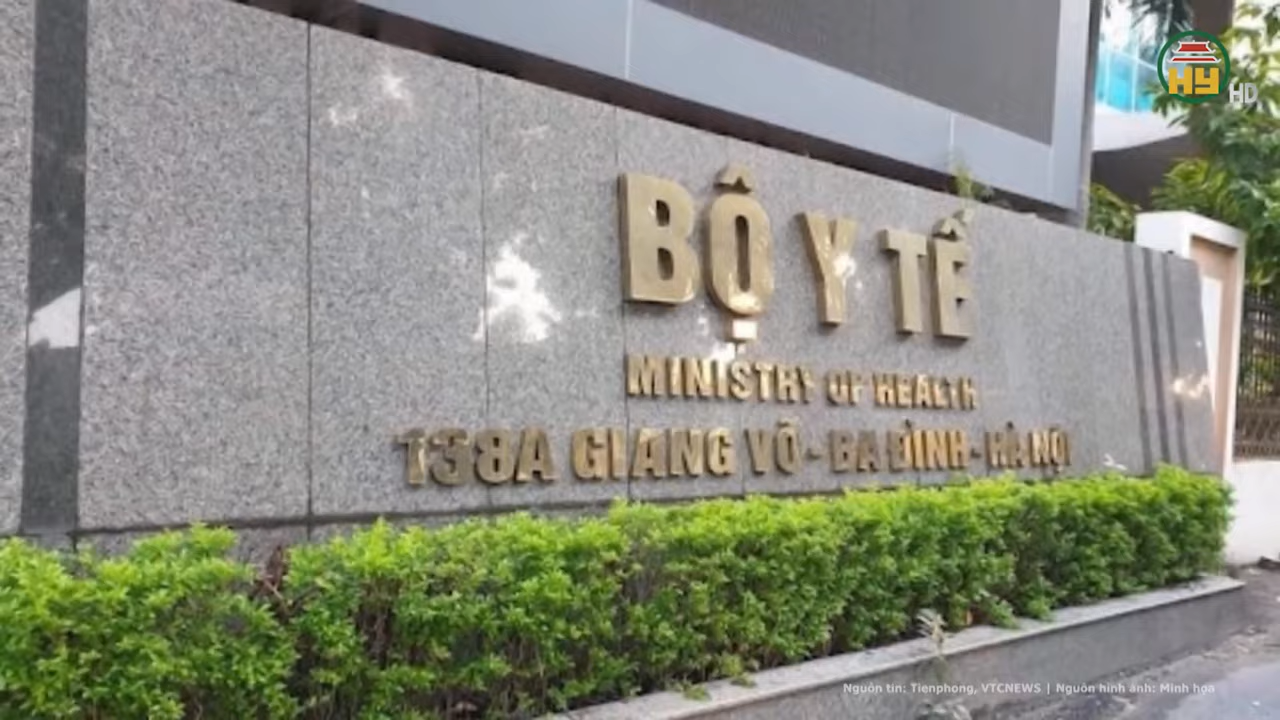 HY
HD
BỘ Y TẾ
MINISTRY OF HEALTH
138A GIANG VÕ - BA ĐÌNH - HÀ NỘI
Nguồn tin: Tienphong, VTCNEWS | Nguồn hình ảnh: Minh họa